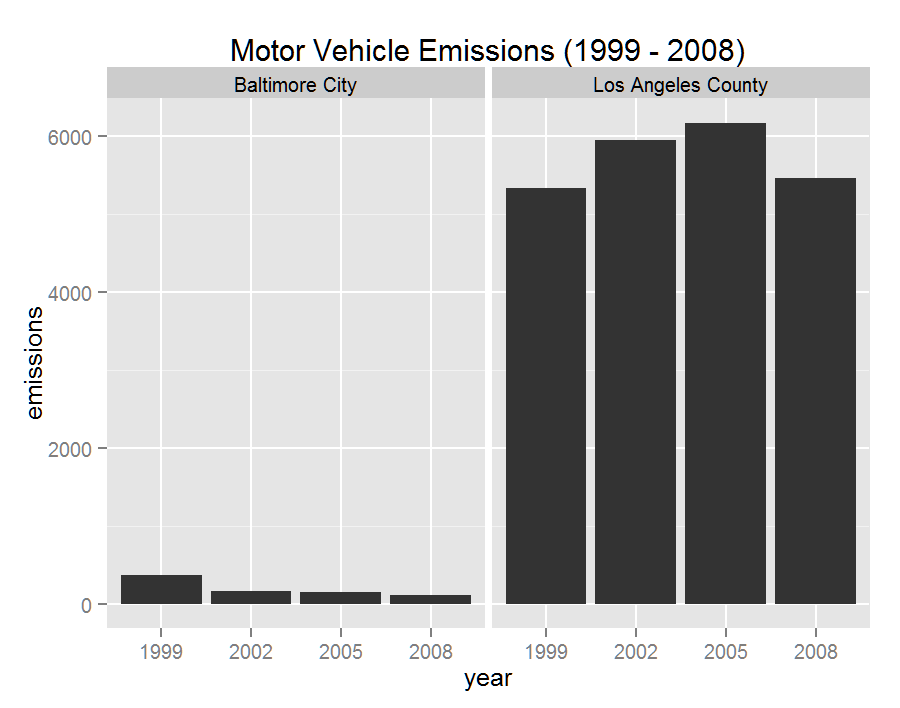 Motor Vehicle Emissions (1999 - 2008)
Baltimore City Los Angeles County
6000
4000
2000
0
emissions
1999 2002 2005 2008 1999 2002 2005 2008
year